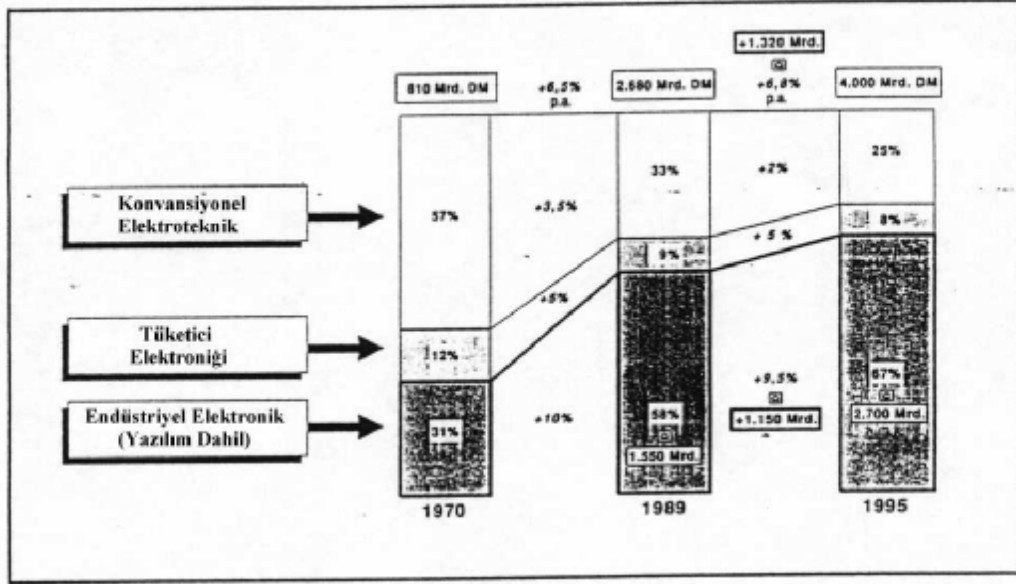 +1.320 Mrd.
810 Mrd. DM
+6,5%
p.a.
2.680 Mrd. DM
+6,8%
p.a.
4.000 Mrd. DM
Konvansiyonel
Elektroteknik
57%
+3,5%
33%
+2%
25%
9%
+ 5 %
8%
Tüketici
Elektroniği
12%
+5%
Endüstriyel Elektronik
(Yazılım Dahil)
31%
+10%
58%
1.550 Mrd.
+9,5%
+1.150 Mrd.
67%
2.700 Mrd.
1970
1989
1995